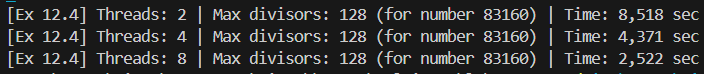 [Ex 12.4] Threads: 2 | Max divisors: 128 (for number 83160) | Time: 8,518 sec
[Ex 12.4] Threads: 4 | Max divisors: 128 (for number 83160) | Time: 4,371 sec
[Ex 12.4] Threads: 8 | Max divisors: 128 (for number 83160) | Time: 2,522 sec